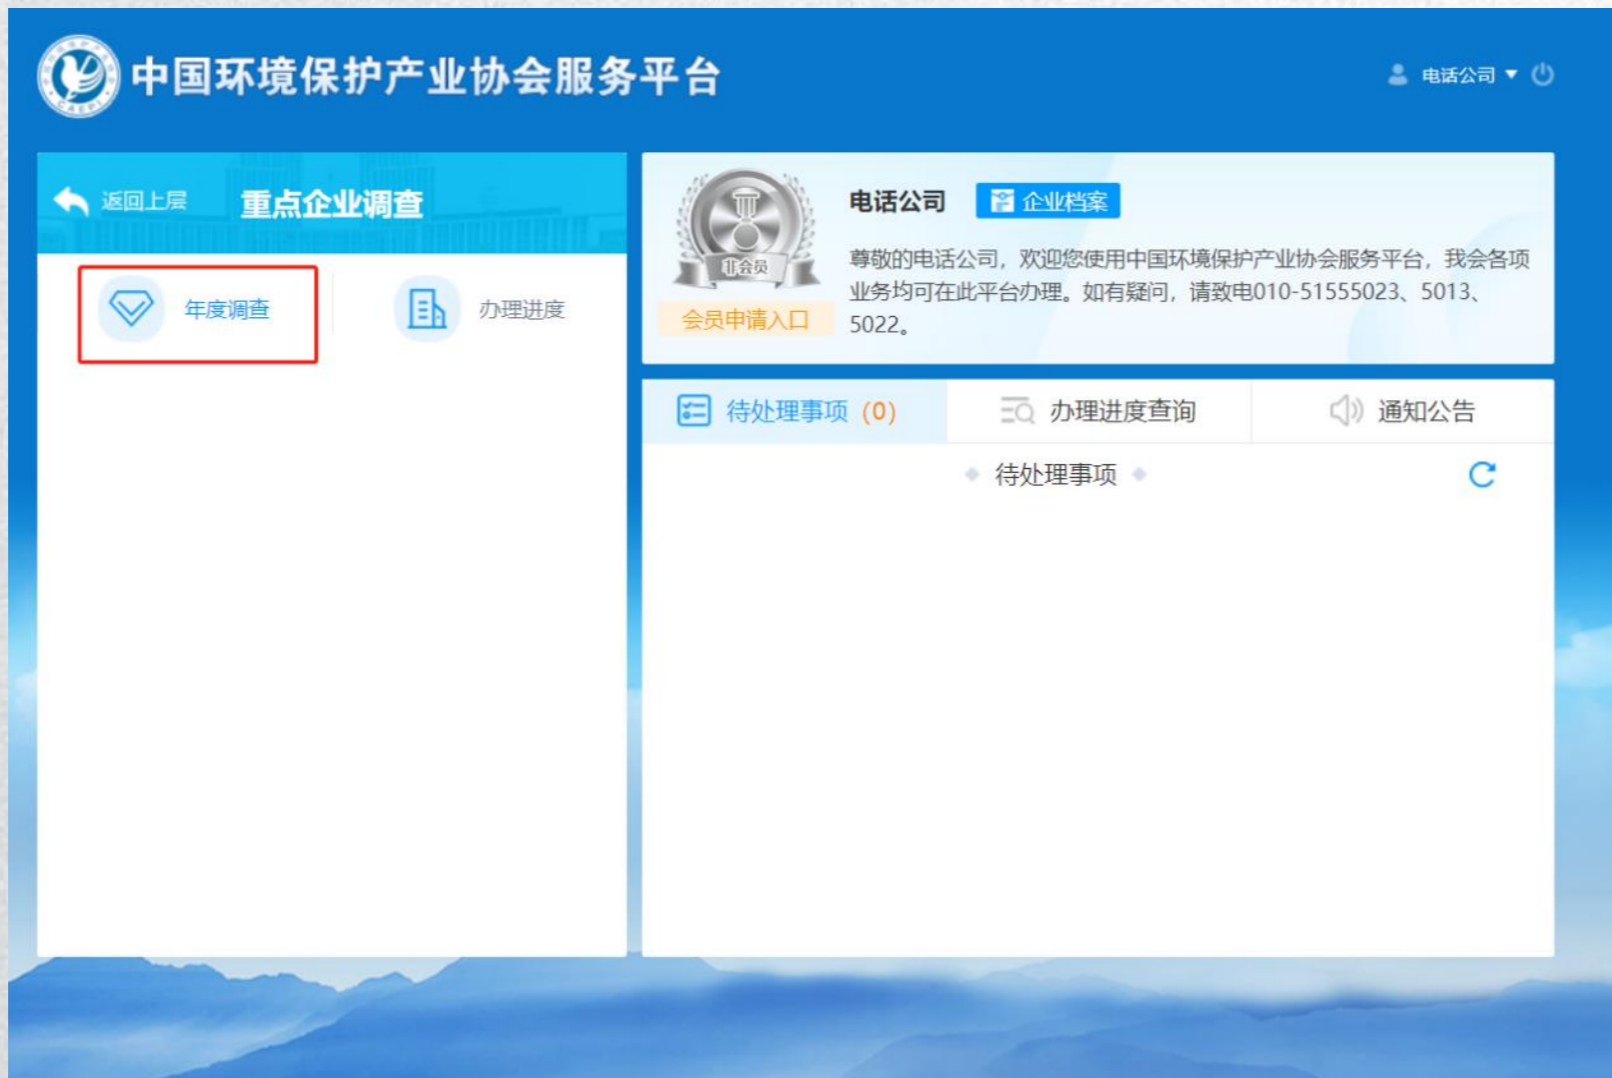 中国环境保护产业协会服务平台
电话公司
CAEPI
返回上层
重点企业调查
年度调查
办理进度
非会员
会员申请入口
电话公司
企业档案
尊敬的电话公司，欢迎您使用中国环境保护产业协会服务平台，我会各项
业务均可在此平台办理。如有疑问，请致电010-51555023、5013、
5022。
待处理事项 (0)
办理进度查询
通知公告
待处理事项